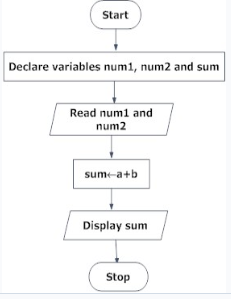 Start
Declare variables num1, num2 and sum
Read num1 and
num2
sum←a+b
Display sum
Stop